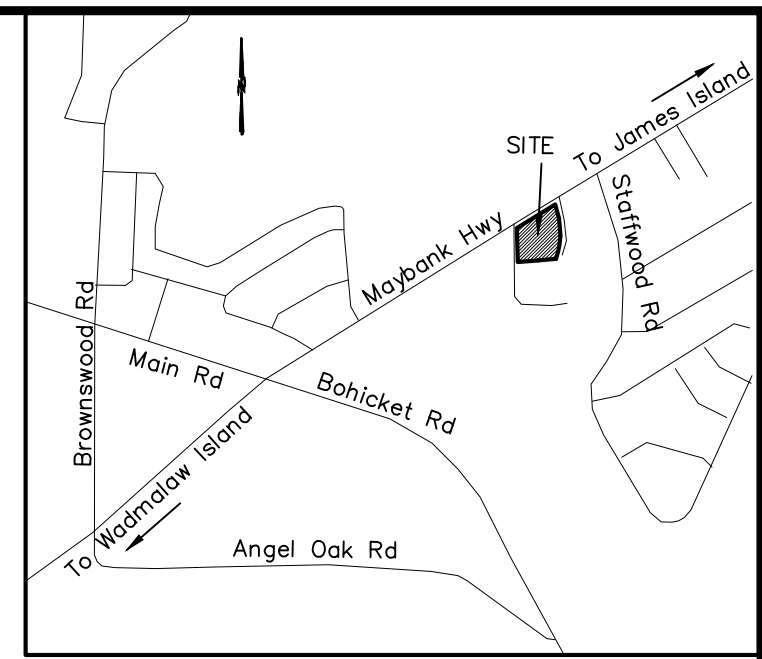 N
SITE
To James Island
Maybank Hwy
Staffwood Rd
Brownswood Rd
Main Rd
Bohicket Rd
To Wadmalaw Island
Angel Oak Rd